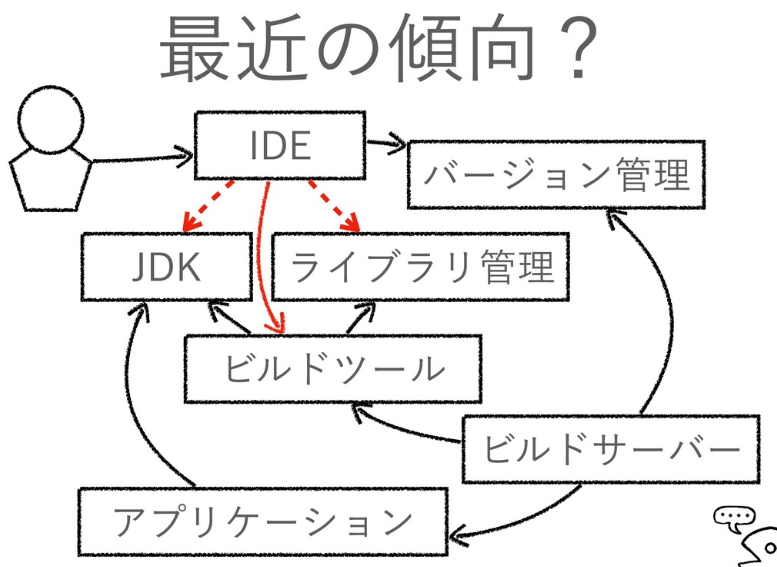 最近の傾向？
IDE
バージョン管理
JDK
ライブラリ管理
ビルドツール
ビルドサーバー
アプリケーション